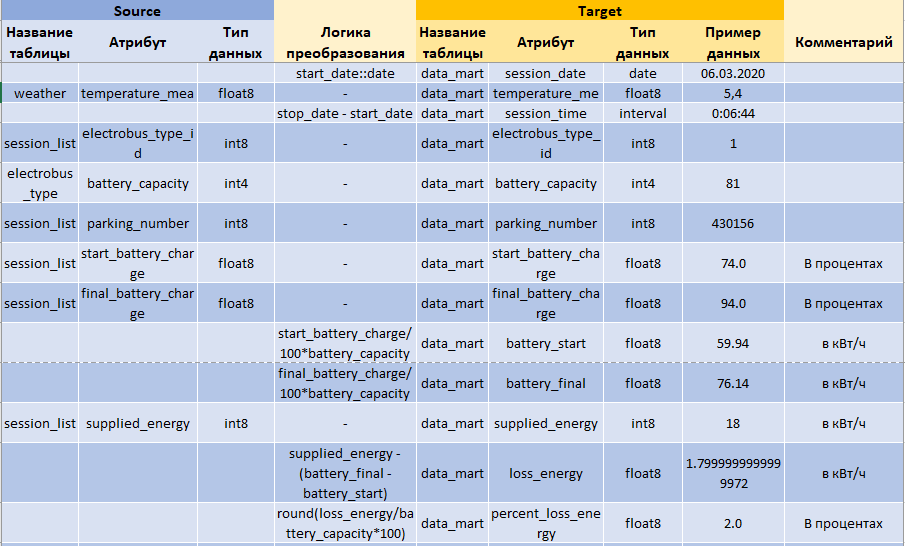 Source Target
Название таблицы Атрибут Тип данных Логика преобразования Название таблицы Атрибут Тип данных Пример данных Комментарий
start_date::date data_mart session_date date 06.03.2020
weather temperature_mea float8 - data_mart temperature_me float8 5,4
stop_date - start_date data_mart session_time interval 0:06:44
session_list electrobus_type_id int8 - data_mart electrobus_type_id int8 1
electrobus_type battery_capacity int4 - data_mart battery_capacity int4 81
session_list parking_number int8 - data_mart parking_number int8 430156
session_list start_battery_charge float8 - data_mart start_battery_charge float8 74.0 В процентах
session_list final_battery_charge float8 - data_mart final_battery_charge float8 94.0 В процентах
start_battery_charge/100*battery_capacity data_mart battery_start float8 59.94 в кВт/ч
final_battery_charge/100*battery_capacity data_mart battery_final float8 76.14 в кВт/ч
session_list supplied_energy int8 - data_mart supplied_energy int8 18 в кВт/ч
supplied_energy - (battery_final - battery_start) data_mart loss_energy float8 1.7999999999999972 в кВт/ч
round(loss_energy/battery_capacity*100) data_mart percent_loss_energy float8 2.0 В процентах